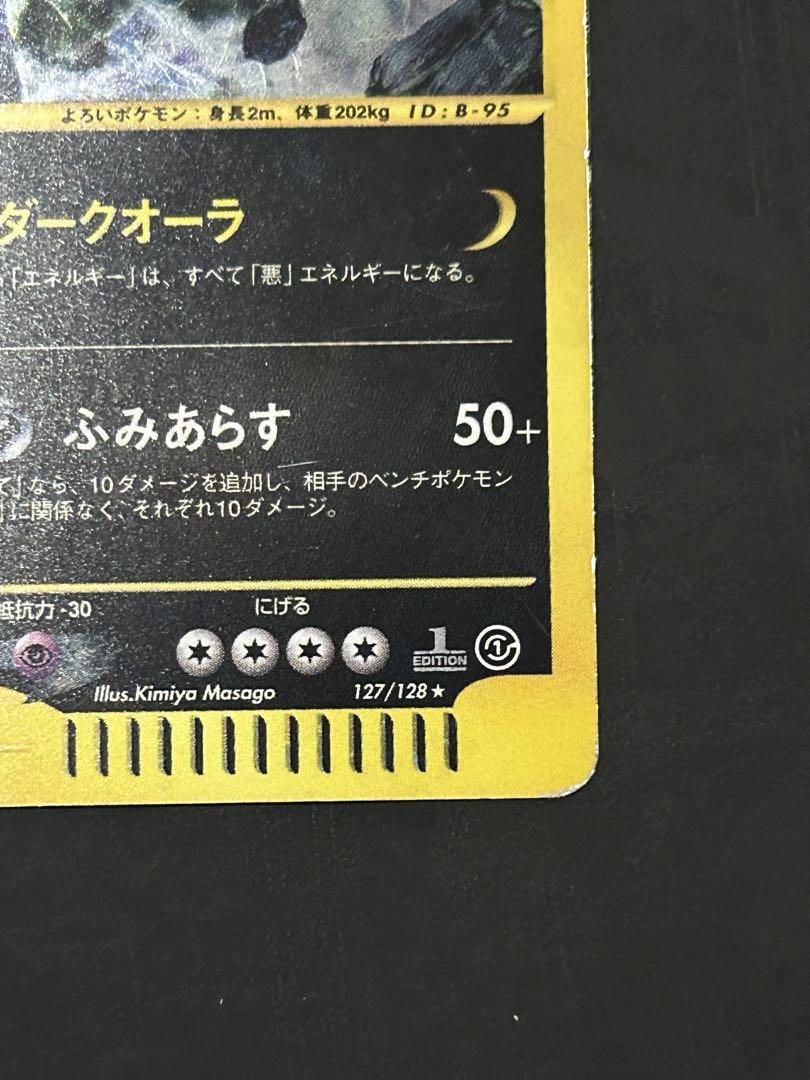 よろいポケモン：身長2m、体重202kg ID：B-95
ダークオーラ
「エネルギー」は、すべて「悪」エネルギーになる。
ふみあらす 50+
て」なら、10ダメージを追加し、相手のベンチポケモン
に関係なく、それぞれ10ダメージ。
抵抗力 -30 にげる
1 EDITION 1
Illus.Kimiya Masago 127/128★